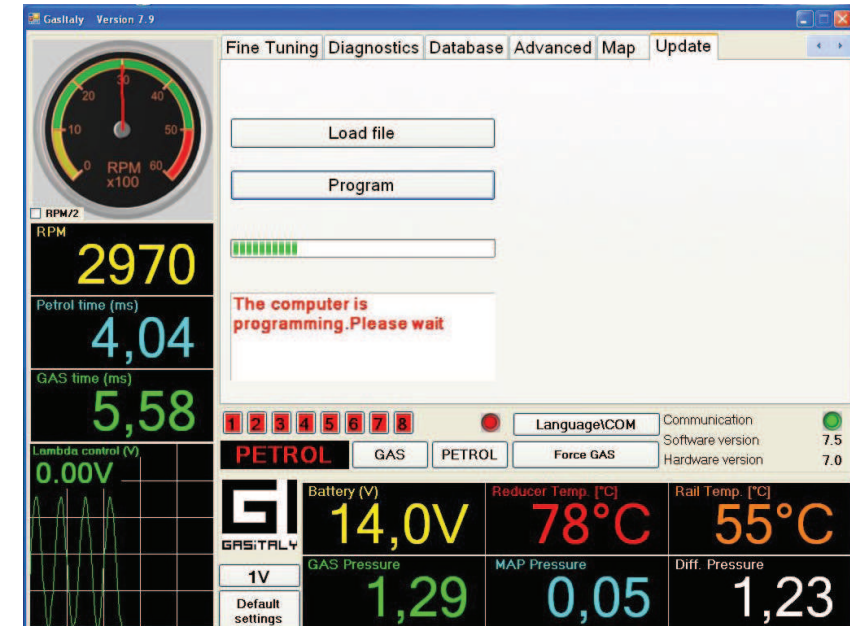 GasItaly Version 7.9
Fine Tuning Diagnostics Database Advanced Map Update
Load file
Program
10
20
30
40
50
60
0
RPM
x100
RPM/2
RPM
2970
Petrol time (ms)
4,04
GAS time (ms)
5,58
Lambda control (V)
0.00V
The computer is
programming.Please wait
1 2 3 4 5 6 7 8
Language\COM
PETROL GAS PETROL Force GAS
Communication
Software version 7.5
Hardware version 7.0
GASITALY
1V
Default
settings
Battery (V)
14,0V
Reducer Temp. [°C]
78°C
Rail Temp. [°C]
55°C
GAS Pressure
1,29
MAP Pressure
0,05
Diff. Pressure
1,23